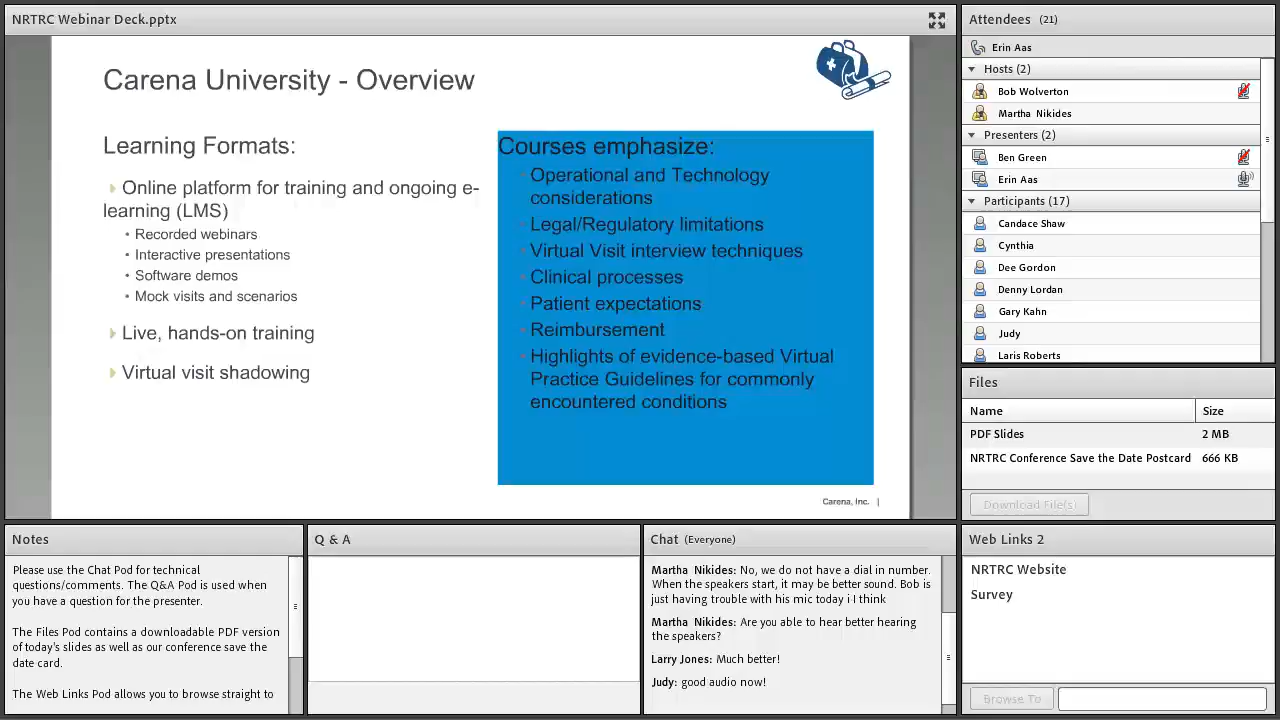 NRTRC Webinar Deck.pptx
Carena University - Overview
Learning Formats:
Online platform for training and ongoing e-
learning (LMS)
• Recorded webinars
• Interactive presentations
• Software demos
• Mock visits and scenarios
Live, hands-on training
Virtual visit shadowing
Courses emphasize:
Operational and Technology
considerations
Legal/Regulatory limitations
Virtual Visit interview techniques
Clinical processes
Patient expectations
Reimbursement
Highlights of evidence-based Virtual
Practice Guidelines for commonly
encountered conditions
Carena, Inc. |
Attendees (21)
Erin Aas
Hosts (2)
Bob Wolverton
Martha Nikides
Presenters (2)
Ben Green
Erin Aas
Participants (17)
Candace Shaw
Cynthia
Dee Gordon
Denny Lordan
Gary Kahn
Judy
Laris Roberts
Files
Name Size
PDF Slides 2 MB
NRTRC Conference Save the Date Postcard 666 KB
Download File(s)
Notes
Please use the Chat Pod for technical
questions/comments. The Q&A Pod is used when
you have a question for the presenter.
The Files Pod contains a downloadable PDF version
of today's slides as well as our conference save the
date card.
The Web Links Pod allows you to browse straight to
Q & A
Chat (Everyone)
Martha Nikides: No, we do not have a dial in number.
When the speakers start, it may be better sound. Bob is
just having trouble with his mic today i I think
Martha Nikides: Are you able to hear better hearing
the speakers?
Larry Jones: Much better!
Judy: good audio now!
Web Links 2
NRTRC Website
Survey
Browse To